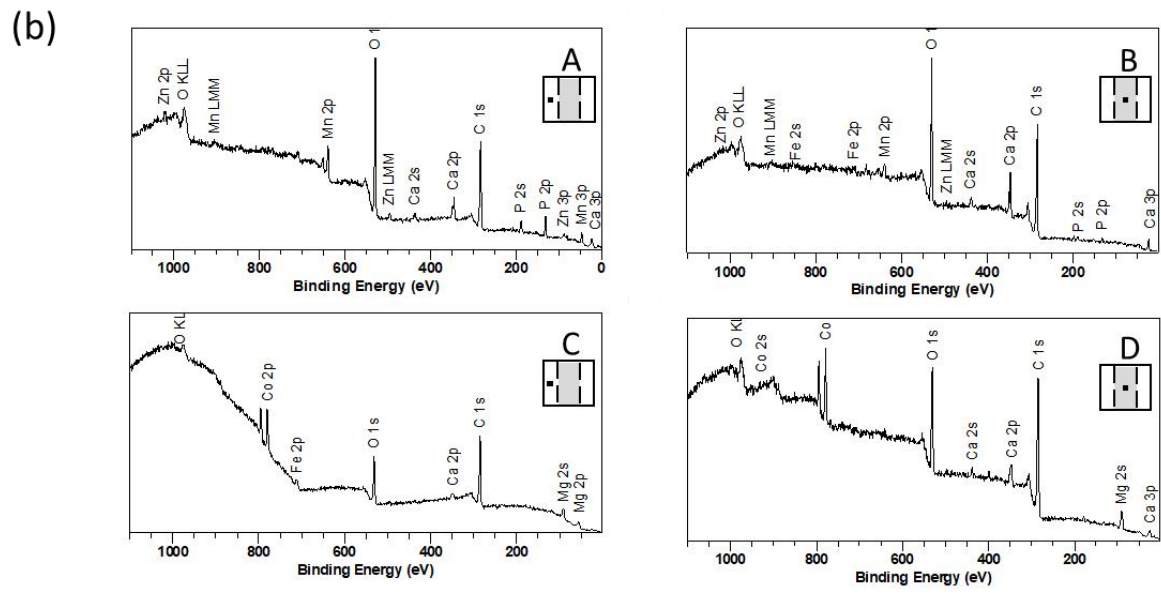 (b)
A
Zn 2p
O KLL
Mn LMM
Mn 2p
O 1
Zn LMM
Ca 2s
Ca 2p
C 1s
P 2s
P 2p
Zn 3p
Mn 3p
Ca 3p
1000 800 600 400 200 0
Binding Energy (eV)
B
Zn 2p
O KLL
Mn LMM
Fe 2s
Fe 2p
Mn 2p
O 1
Zn LMM
Ca 2s
Ca 2p
C 1s
P 2s
P 2p
Ca 3p
1000 800 600 400 200
Binding Energy (eV)
C
O KL
Co 2p
Fe 2p
O 1s
Ca 2p
C 1s
Mg 2s
Mg 2p
1000 800 600 400 200
Binding Energy (eV)
D
O KL
Co 2s
Co
O 1s
Ca 2s
Ca 2p
C 1s
Mg 2s
Ca 3p
1000 800 600 400 200
Binding Energy (eV)